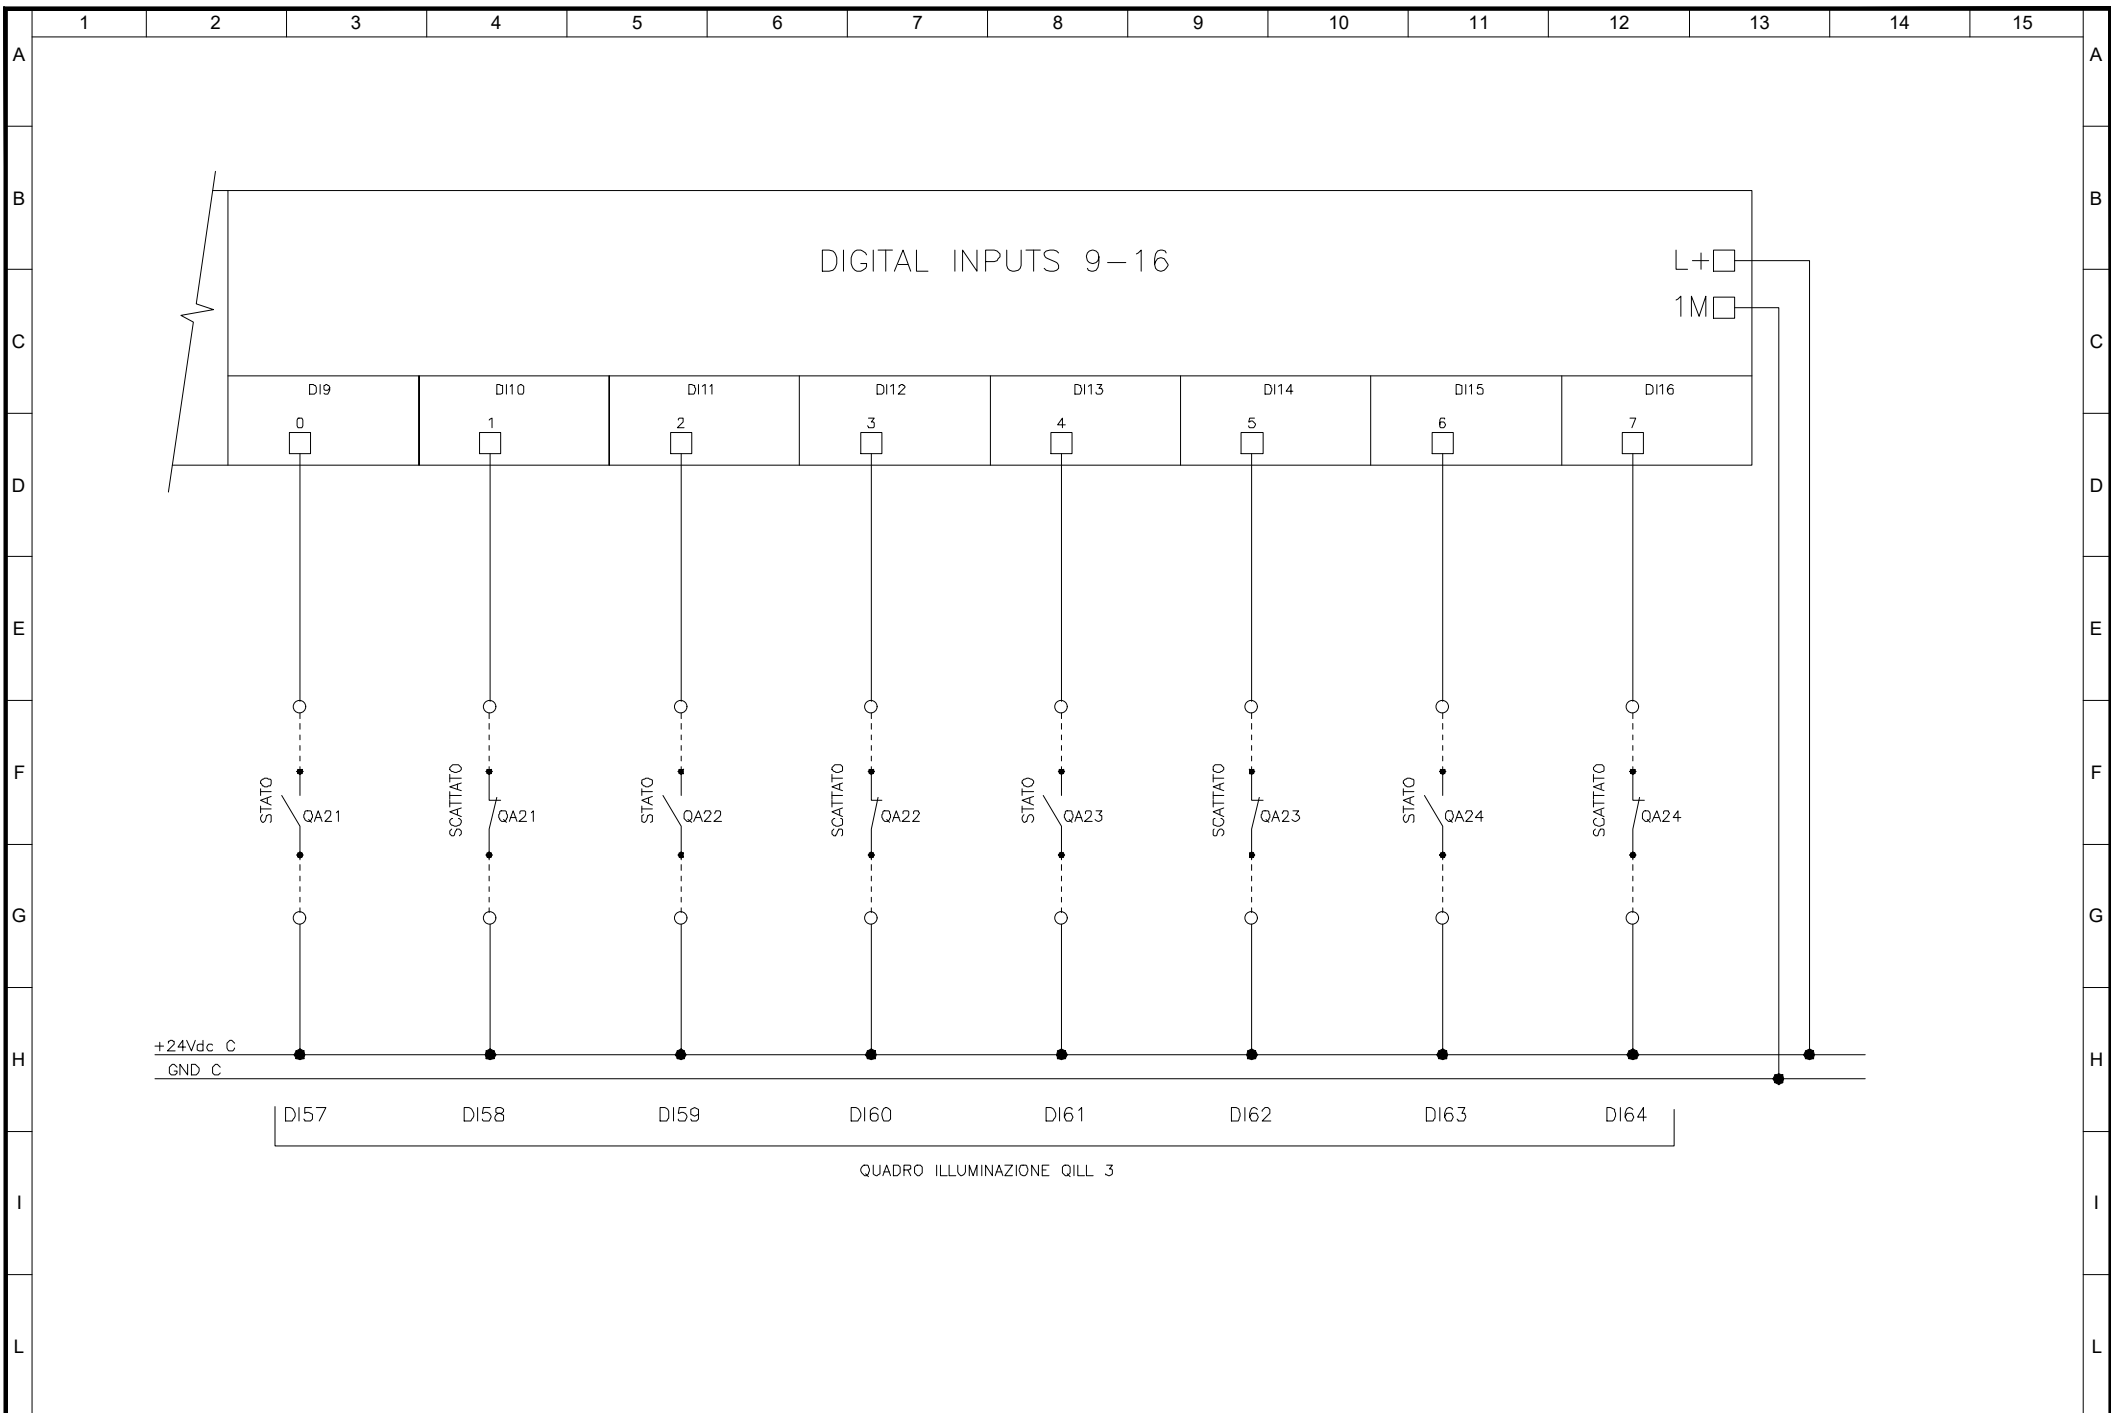 1 2 3 4 5 6 7 8 9 10 11 12 13 14 15
A A
B B
DIGITAL INPUTS 9-16
L+
1M
C C
DI9 DI10 DI11 DI12 DI13 DI14 DI15 DI16
0 1 2 3 4 5 6 7
D D
E E
F F
STATO QA21 SCATTATO QA21 STATO QA22 SCATTATO QA22 STATO QA23 SCATTATO QA23 STATO QA24 SCATTATO QA24
G G
+24Vdc C
H H
GND C
DI57 DI58 DI59 DI60 DI61 DI62 DI63 DI64
QUADRO ILLUMINAZIONE QILL 3
I I
L L